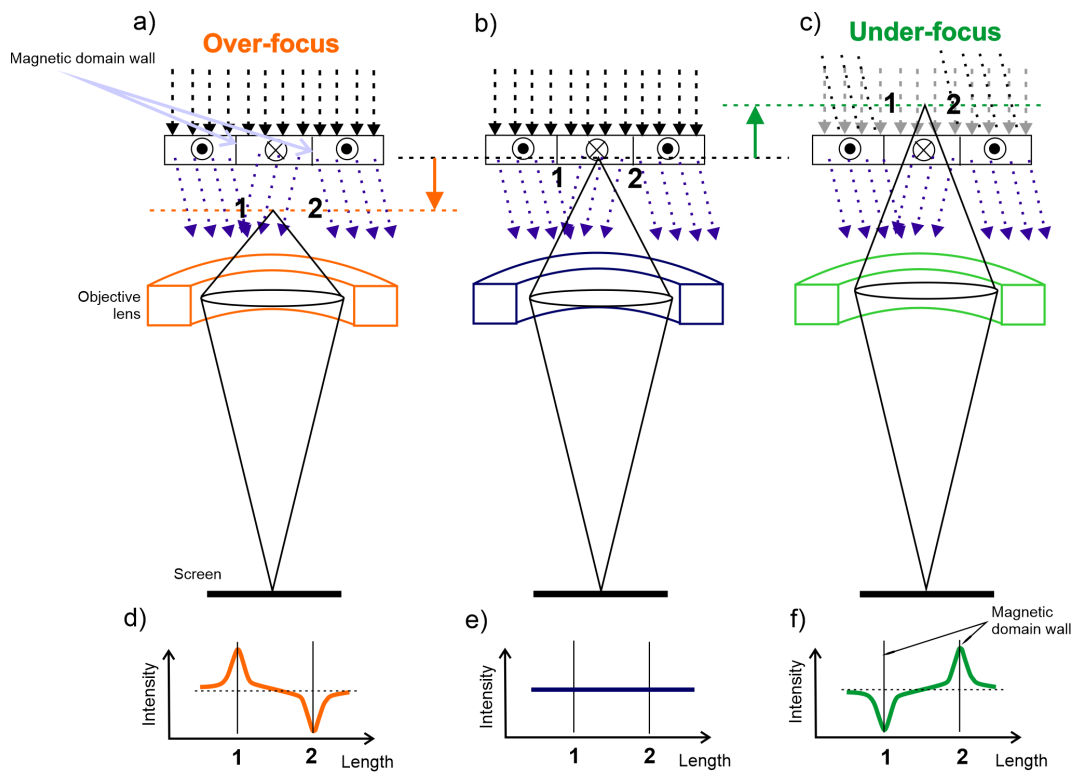 a)
b)
c)
Over-focus
Under-focus
Magnetic domain wall
1 2
1 2
1 2
Objective
lens
Screen
d)
e)
f)
Magnetic
domain wall
Intensity
1 2 Length
Intensity
1 2 Length
Intensity
1 2 Length